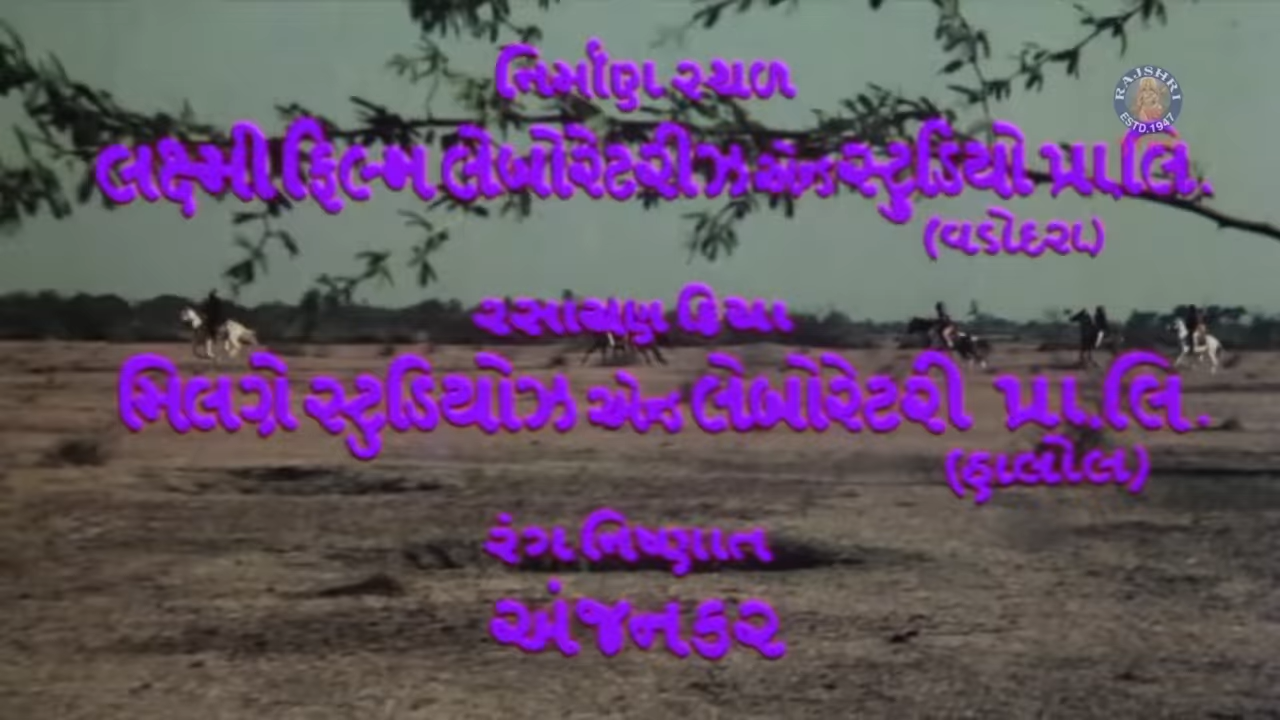 નિર્માણ સ્થળ
લક્ષ્મી ફિલ્મ લેબોરેટરીઝ એન્ડ સ્ટુડિયો પ્રા.લિ.
(વડોદરા)
રસાયણ ક્રિયા
મિલગ્રે સ્ટુડિયોઝ એન્ડ લેબોરેટરી પ્રા.લિ.
(હાલોલ)
રંગ નિષ્ણાત
અંજનકર
RAJSHRI
ESTD.1947